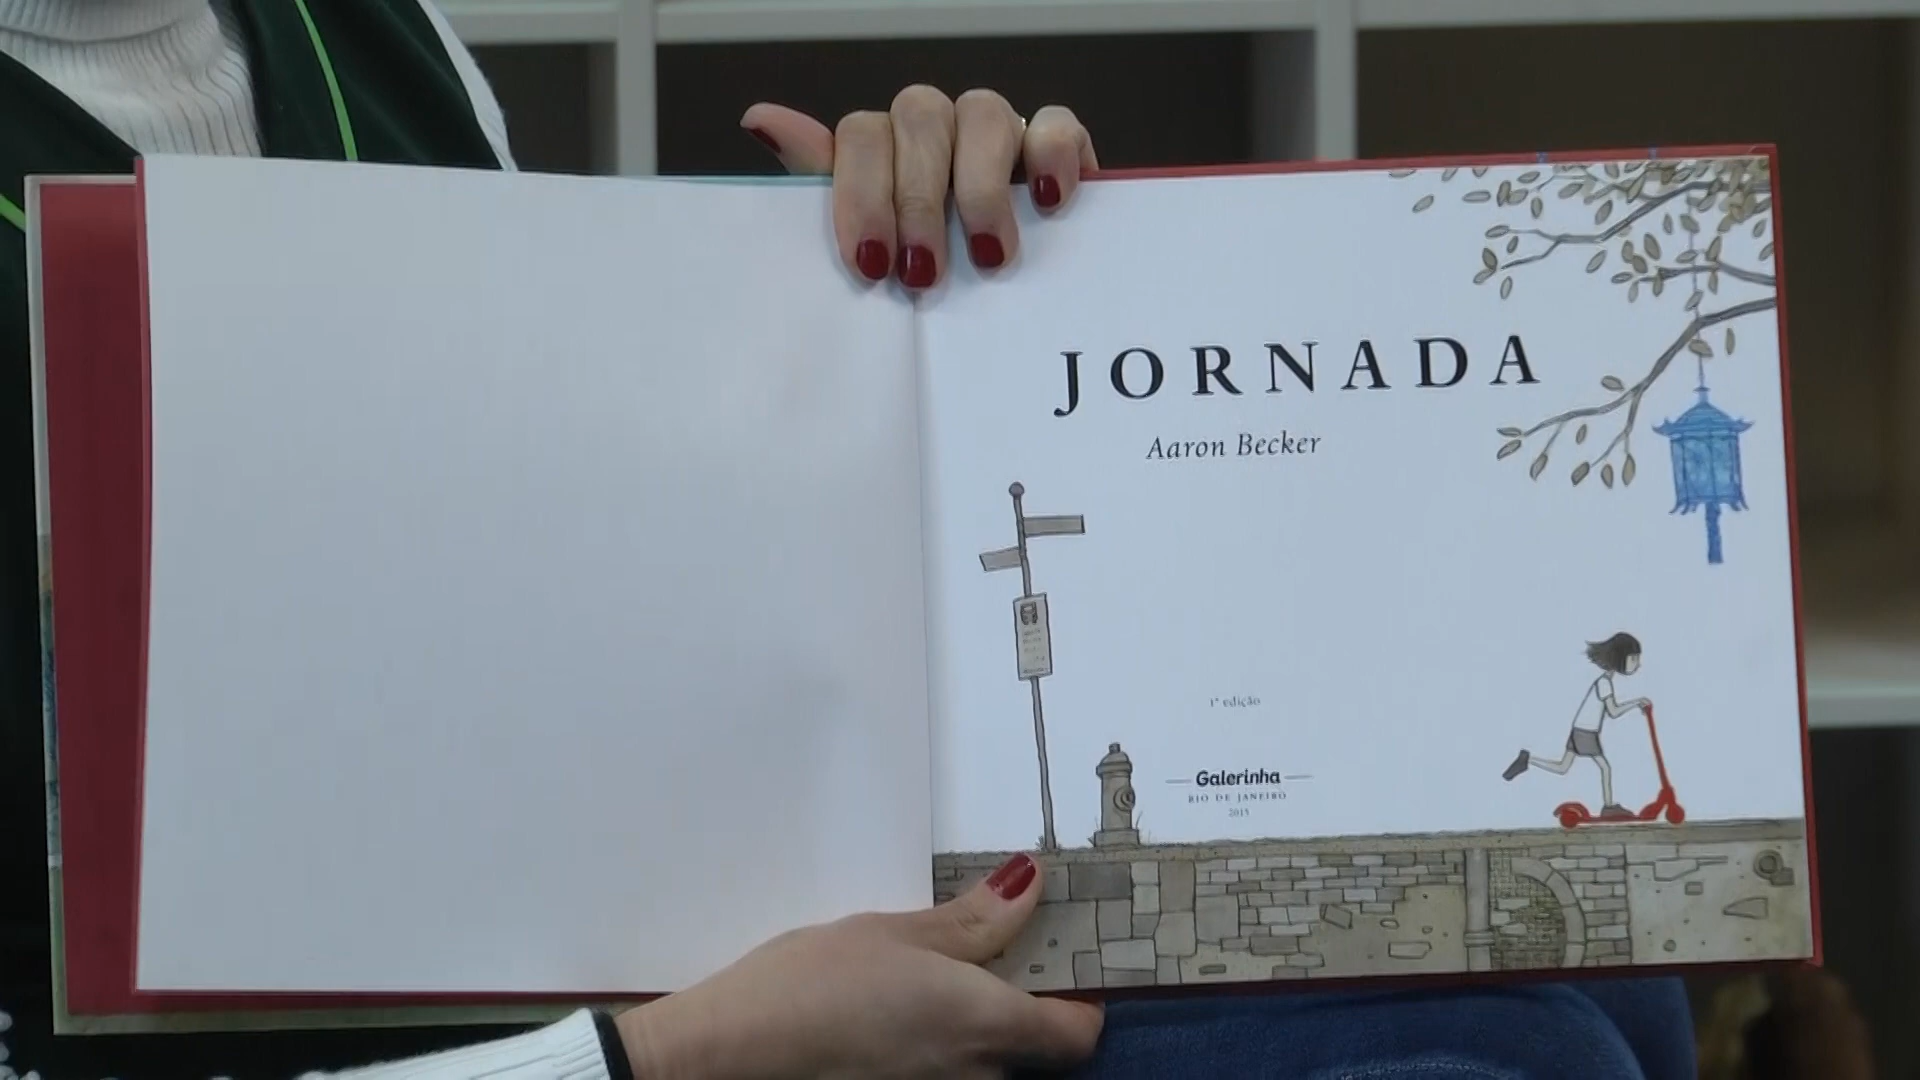 JORNADA
Aaron Becker
1ª edição
Galerinha
RIO DE JANEIRO
2015